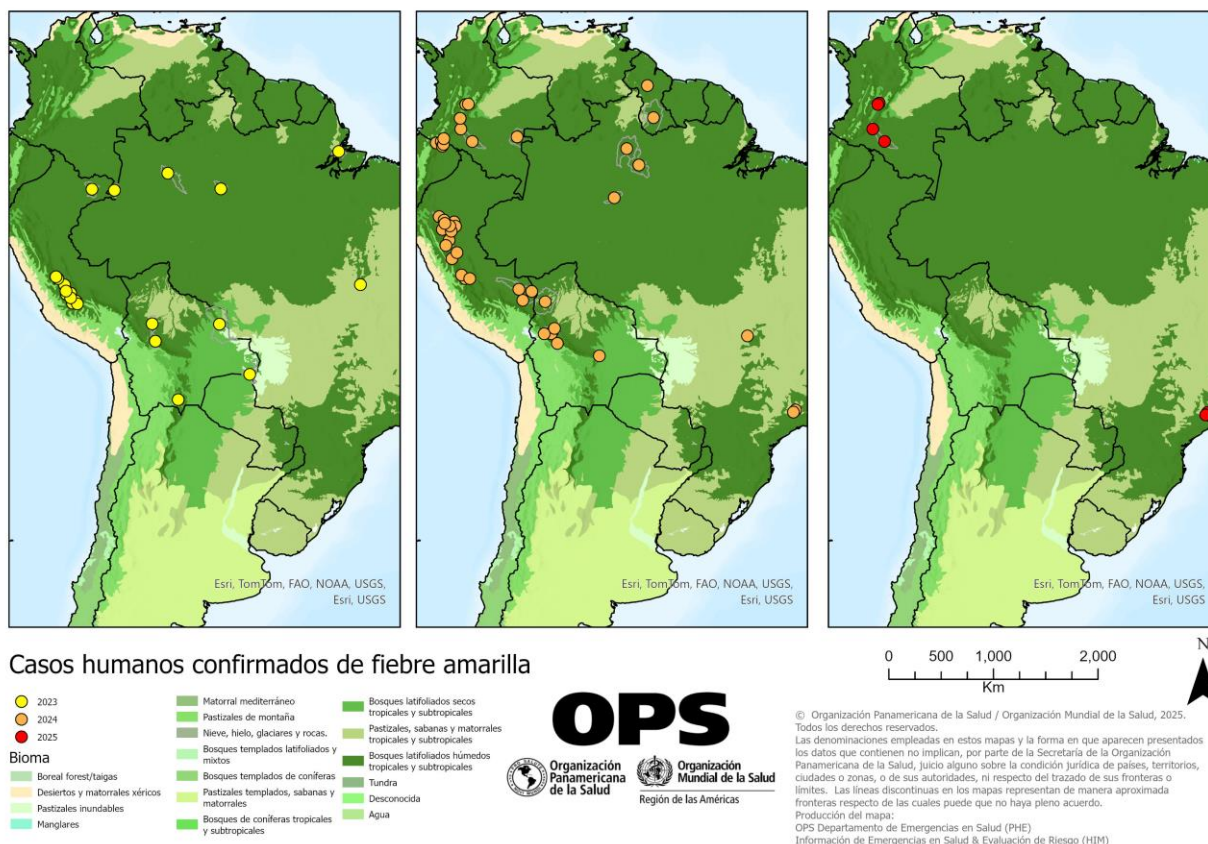 Esri, TomTom, FAO, NOAA, USGS,
Esri, USGS
Esri, TomTom, FAO, NOAA, USGS,
Esri, USGS
Esri, TomTom, FAO, NOAA, USGS,
Esri, USGS
Casos humanos confirmados de fiebre amarilla
2023
2024
2025
Bioma
Boreal forest/taigas
Desiertos y matorrales xéricos
Pastizales inundables
Manglares
Matorral mediterráneo
Pastizales de montaña
Nieve, hielo, glaciares y rocas.
Bosques templados latifoliados y
mixtos
Bosques templados de coníferas
Pastizales templados, sabanas y
matorrales
Bosques de coníferas tropicales
y subtropicales
Bosques latifoliados secos
tropicales y subtropicales
Pastizales, sabanas y matorrales
tropicales y subtropicales
Bosques latifoliados húmedos
tropicales y subtropicales
Tundra
Desconocida
Agua
OPS
Organización
Panamericana
de la Salud
Organización
Mundial de la Salud
Región de las Américas
0 500 1,000 2,000
Km
N
© Organización Panamericana de la Salud / Organización Mundial de la Salud, 2025.
Todos los derechos reservados.
Las denominaciones empleadas en estos mapas y la forma en que aparecen presentados
los datos que contienen no implican, por parte de la Secretaría de la Organización
Panamericana de la Salud, juicio alguno sobre la condición jurídica de países, territorios,
ciudades o zonas, o de sus autoridades, ni respecto del trazado de sus fronteras o
límites. Las líneas discontinuas en los mapas representan de manera aproximada
fronteras respecto de las cuales puede que no haya pleno acuerdo.
Producción del mapa:
OPS Departamento de Emergencias en Salud (PHE)
Información de Emergencias en Salud & Evaluación de Riesgo (HIM)